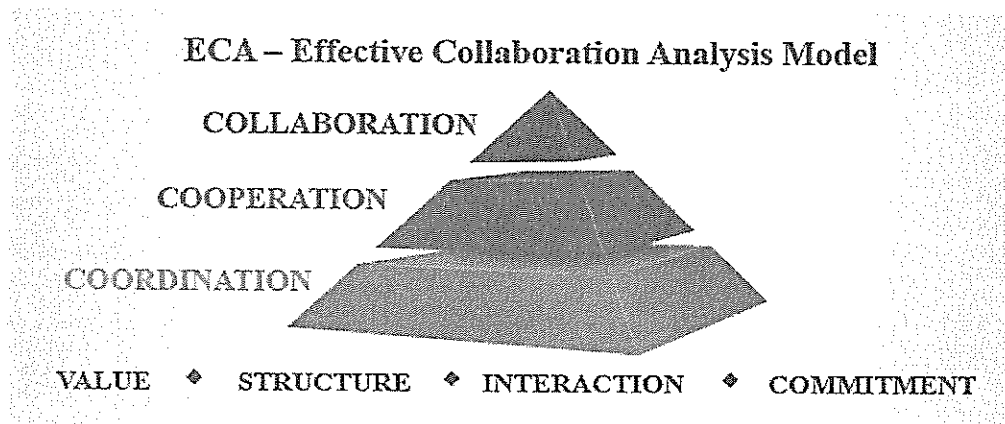 ECA – Effective Collaboration Analysis Model
COLLABORATION
COOPERATION
COORDINATION
VALUE ◆ STRUCTURE ◆ INTERACTION ◆ COMMITMENT